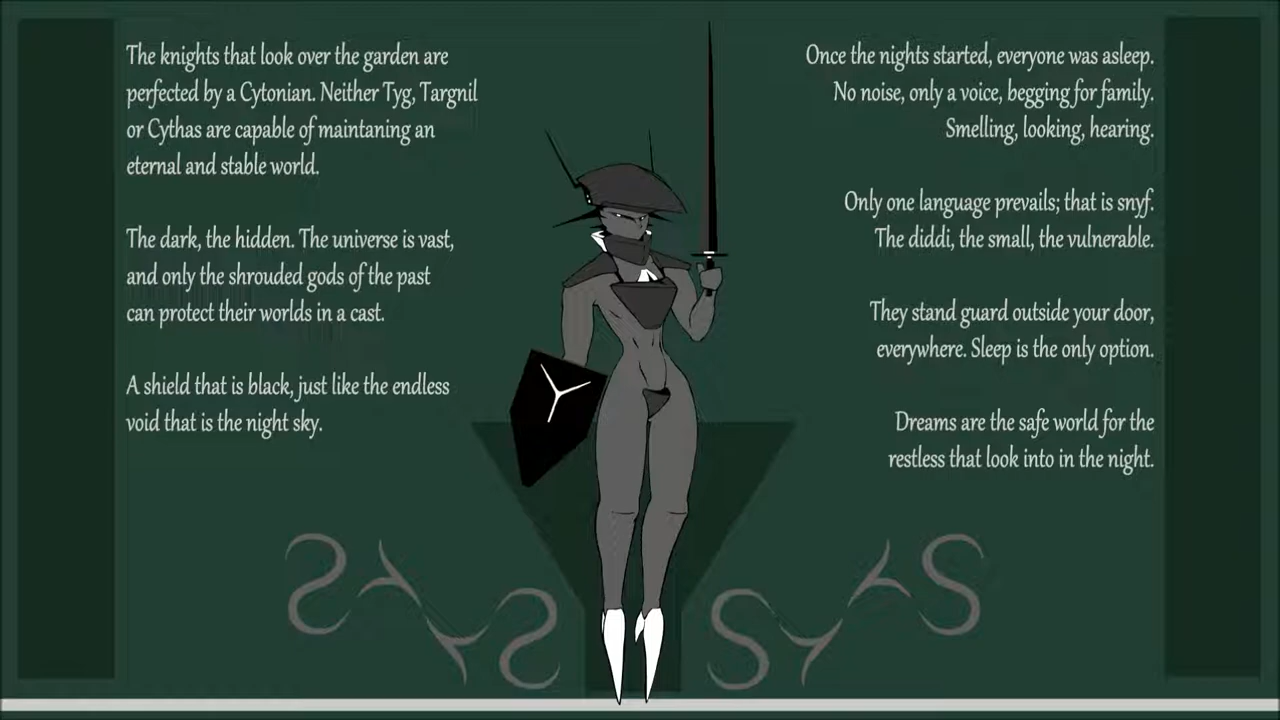 The knights that look over the garden are
perfected by a Cytonian. Neither Tyg, Targnil
or Cythas are capable of maintaning an
eternal and stable world.
The dark, the hidden. The universe is vast,
and only the shrouded gods of the past
can protect their worlds in a cast.
A shield that is black, just like the endless
void that is the night sky.
Once the nights started, everyone was asleep.
No noise, only a voice, begging for family.
Smelling, looking, hearing.
Only one language prevails; that is snyf.
The diddi, the small, the vulnerable.
They stand guard outside your door,
everywhere. Sleep is the only option.
Dreams are the safe world for the
restless that look into in the night.